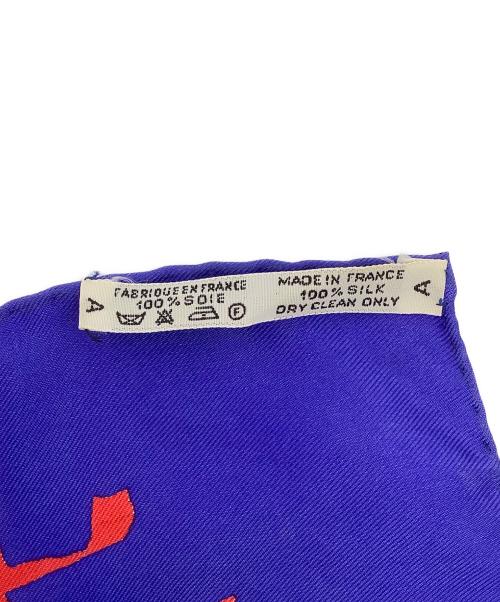 A
FABRIQUE EN FRANCE
100% SOIE
F
MADE IN FRANCE
100% SILK
DRY CLEAN ONLY
A